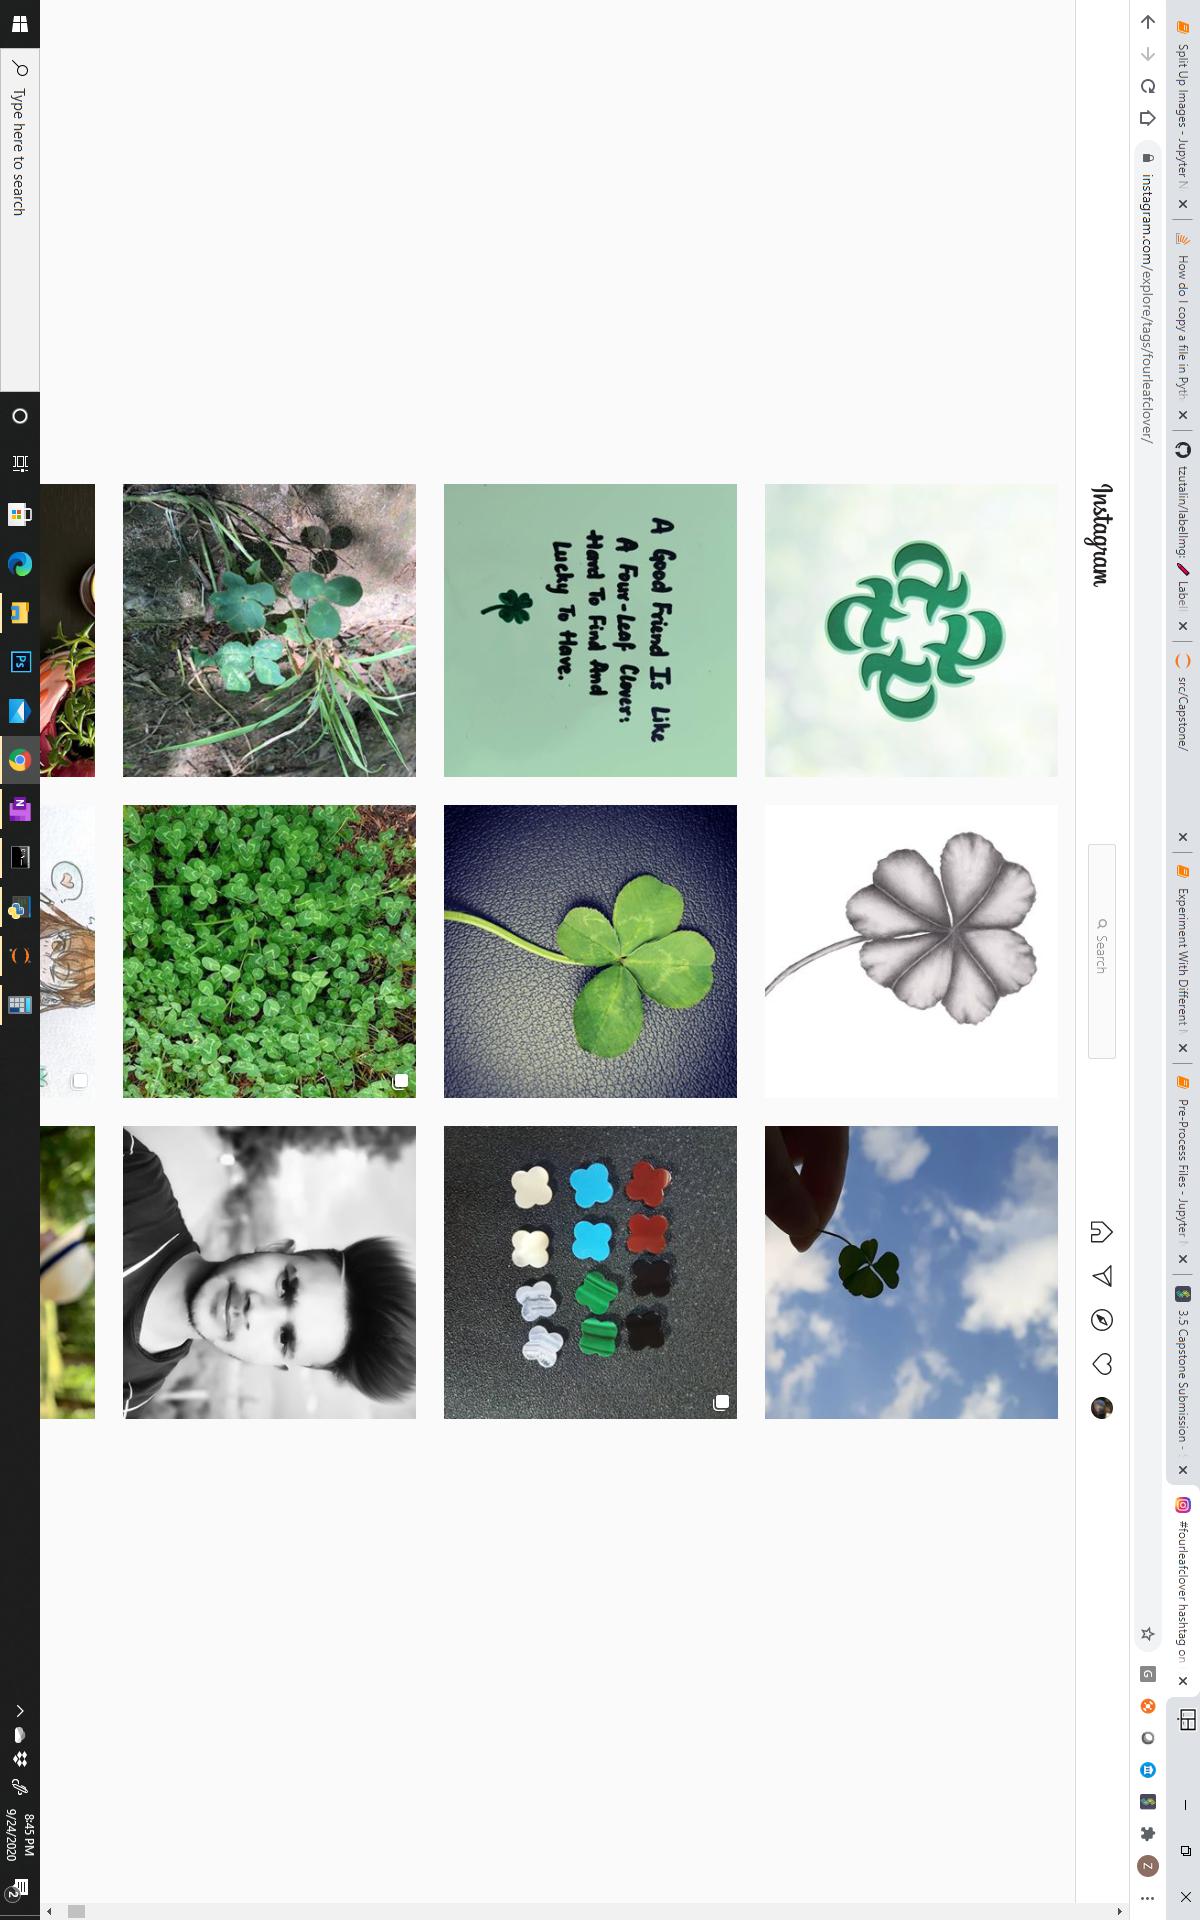 Split Up Images - Jupyter N
How do I copy a file in Pyth
tzutalin/labelImg: Labell
src/Capstone/
Experiment With Different
Pre-Process Files - Jupyter
3.5 Capstone Submission -
#fourleafclover hashtag on
instagram.com/explore/tags/fourleafclover/
G
Z
Instagram
Search
A Good Friend Is Like
A Four-Leaf Clover:
Hard To Find And
Lucky To Have.
Type here to search
Ps
N
8:45 PM
9/24/2020
2